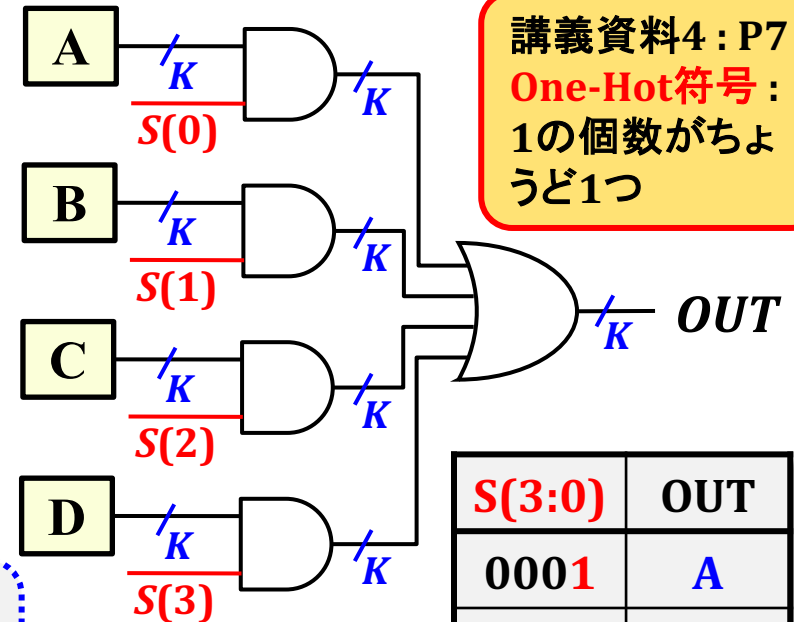 A
K
S(0)
K
B
K
S(1)
K
C
K
S(2)
K
D
K
S(3)
K
K
OUT
講義資料4 : P7
One-Hot符号 :
1の個数がちょ
うど1つ
S(3:0) OUT
0001 A